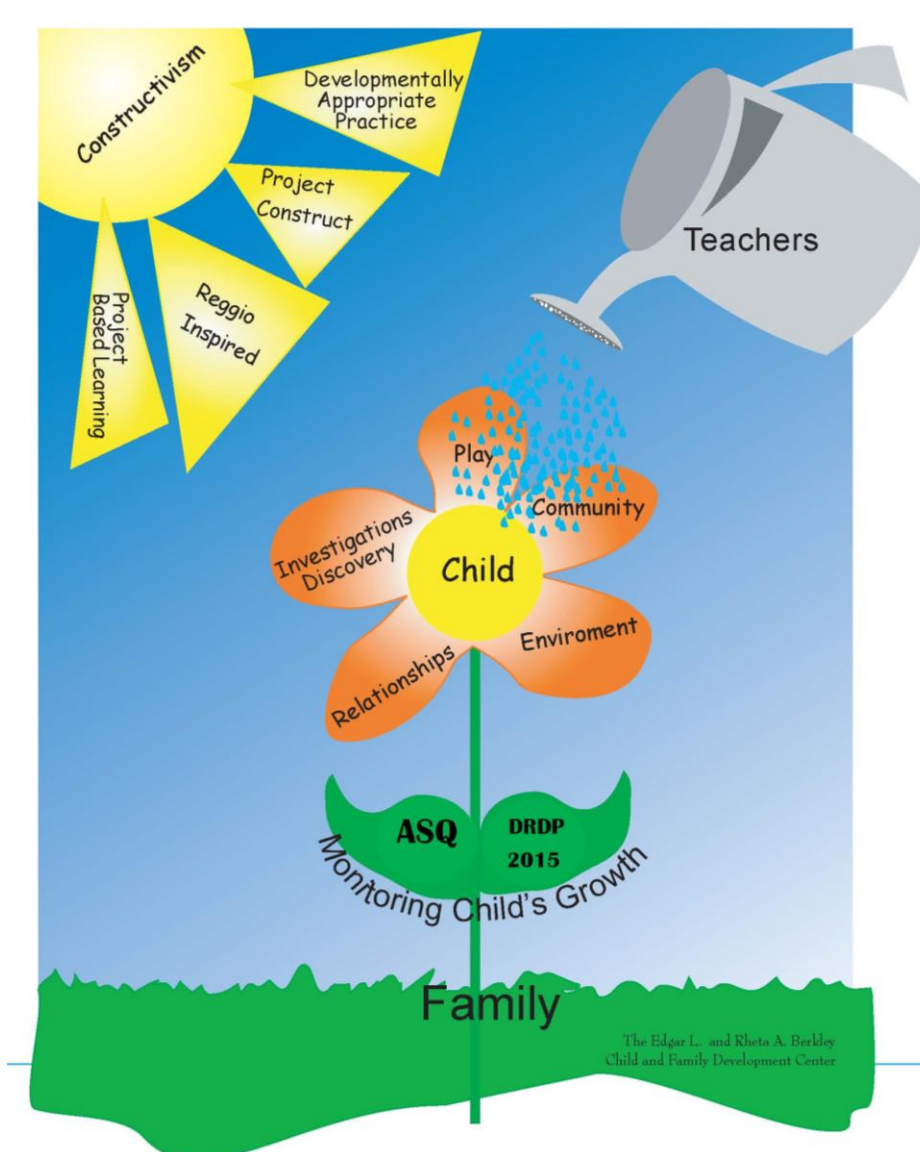 Constructivism
Developmentally
Appropriate
Practice
Project
Construct
Reggio
Inspired
Project
Based Learning
Teachers
Play
Community
Investigations
Discovery
Child
Enviroment
Relationships
ASQ
DRDP
2015
Monitoring Child's Growth
Family
The Edgar L. and Rheta A. Berkley
Child and Family Development Center